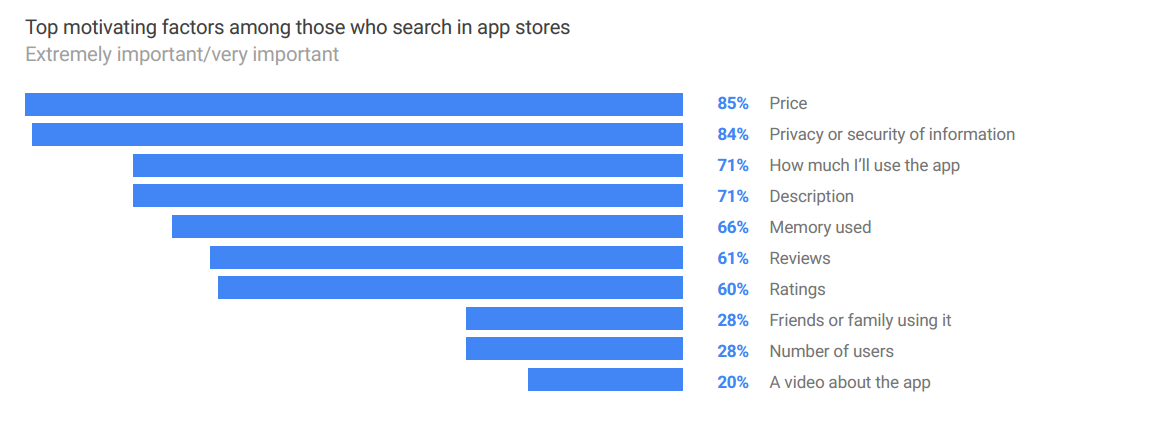 Top motivating factors among those who search in app stores
Extremely important/very important
85% Price
84% Privacy or security of information
71% How much I’ll use the app
71% Description
66% Memory used
61% Reviews
60% Ratings
28% Friends or family using it
28% Number of users
20% A video about the app